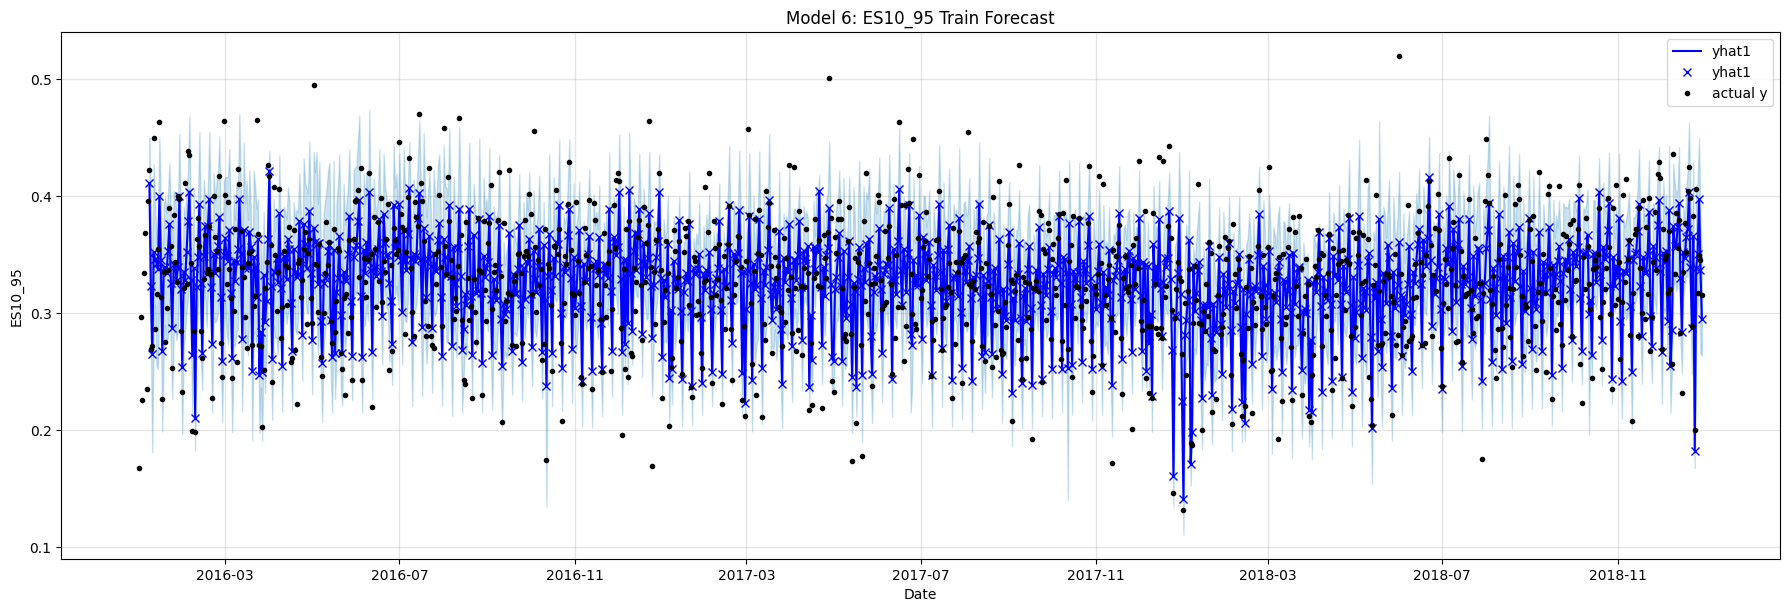 Model 6: ES10_95 Train Forecast
yhat1
yhat1
actual y
ES10_95
0.5
0.4
0.3
0.2
0.1
2016-03
2016-07
2016-11
2017-03
2017-07
2017-11
2018-03
2018-07
2018-11
Date